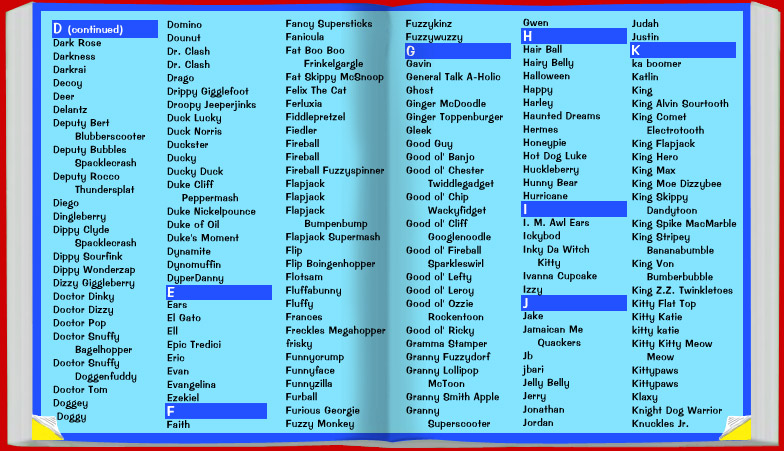 D (continued)
Dark Rose
Darkness
Darkrai
Decoy
Deer
Delantz
Deputy Bert
Blubberscooter
Deputy Bubbles
Spacklecrash
Deputy Rocco
Thundersplat
Diego
Dingleberry
Dippy Clyde
Spacklecrash
Dippy Sourfink
Dippy Wonderzap
Dizzy Giggleberry
Doctor Dinky
Doctor Dizzy
Doctor Pop
Doctor Snuffy
Bagelhopper
Doctor Snuffy
Doggenfuddy
Doctor Tom
Doggey
Doggy
Domino
Dounut
Dr. Clash
Dr. Clash
Drago
Drippy Gigglefoot
Droopy Jeeperjinks
Duck Lucky
Duck Norris
Duckster
Ducky
Ducky Duck
Duke Cliff
Peppermash
Duke Nickelpounce
Duke of Oil
Duke's Moment
Dynamite
Dynomuffin
DyperDanny
E
Ears
El Gato
Ell
Epic Tredici
Eric
Evan
Evangelina
Ezekiel
F
Faith
Fancy Supersticks
Fanicula
Fat Boo Boo
Frinkelgargle
Fat Skippy McSnoop
Felix The Cat
Ferluxia
Fiddlepretzel
Fiedler
Fireball
Fireball
Fireball Fuzzyspinner
Flapjack
Flapjack
Flapjack
Bumpenbump
Flapjack Supermash
Flip
Flip Boingenhopper
Flotsam
Fluffabunny
Fluffy
Frances
Freckles Megahopper
frisky
Funnycrump
Funnyface
Funnyzilla
Furball
Furious Georgie
Fuzzy Monkey
Fuzzykinz
Fuzzywuzzy
G
Gavin
General Talk A-Holic
Ghost
Ginger McDoodle
Ginger Toppenburger
Gleek
Good Guy
Good ol' Banjo
Good ol' Chester
Twiddlegadget
Good ol' Chip
Wackyfidget
Good ol' Cliff
Googlenoodle
Good ol' Fireball
Sparkleswirl
Good ol' Lefty
Good ol' Leroy
Good ol' Ozzie
Rockentoon
Good ol' Ricky
Gramma Stamper
Granny Fuzzydorf
Granny Lollipop
McToon
Granny Smith Apple
Granny
Superscooter
Gwen
H
Hair Ball
Hairy Belly
Halloween
Happy
Harley
Haunted Dreams
Hermes
Honeypie
Hot Dog Luke
Huckleberry
Hunny Bear
Hurricane
I
I. M. Awl Ears
Ickybod
Inky Da Witch
Kitty
Ivanna Cupcake
Izzy
J
Jake
Jamaican Me
Quackers
Jb
jbari
Jelly Belly
Jerry
Jonathan
Jordan
Judah
Justin
K
ka boomer
Katlin
King
King Alvin Sourtooth
King Comet
Electrotooth
King Flapjack
King Hero
King Max
King Moe Dizzybee
King Skippy
Dandytoon
King Spike MacMarble
King Stripey
Bananabumble
King Von
Bumberbubble
King Z.Z. Twinkletoes
Kitty Flat Top
Kitty Katie
kitty katie
Kitty Kitty Meow
Meow
Kittypaws
Kittypaws
Klaxy
Knight Dog Warrior
Knuckles Jr.